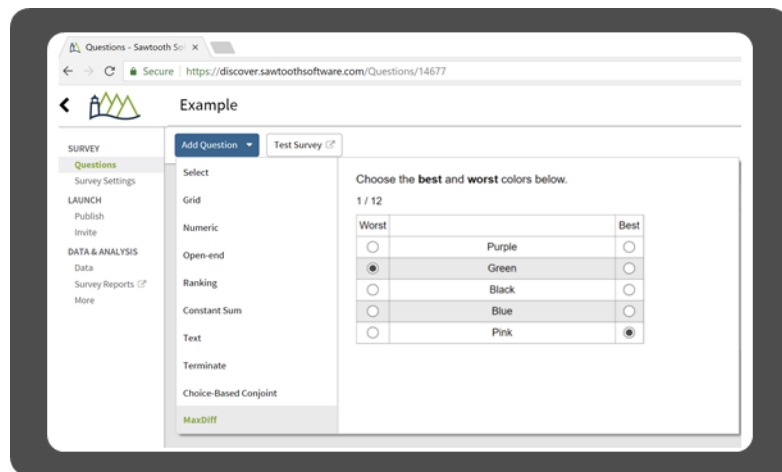 Questions - Sawtooth So
Secure https://discover.sawtoothsoftware.com/Questions/14677
Example
Add Question
Test Survey
SURVEY
Questions
Survey Settings
LAUNCH
Publish
Invite
DATA & ANALYSIS
Data
Survey Reports
More
Select
Grid
Numeric
Open-end
Ranking
Constant Sum
Text
Terminate
Choice-Based Conjoint
MaxDiff
Choose the best and worst colors below.
1 / 12
Worst Best
Purple
Green
Black
Blue
Pink